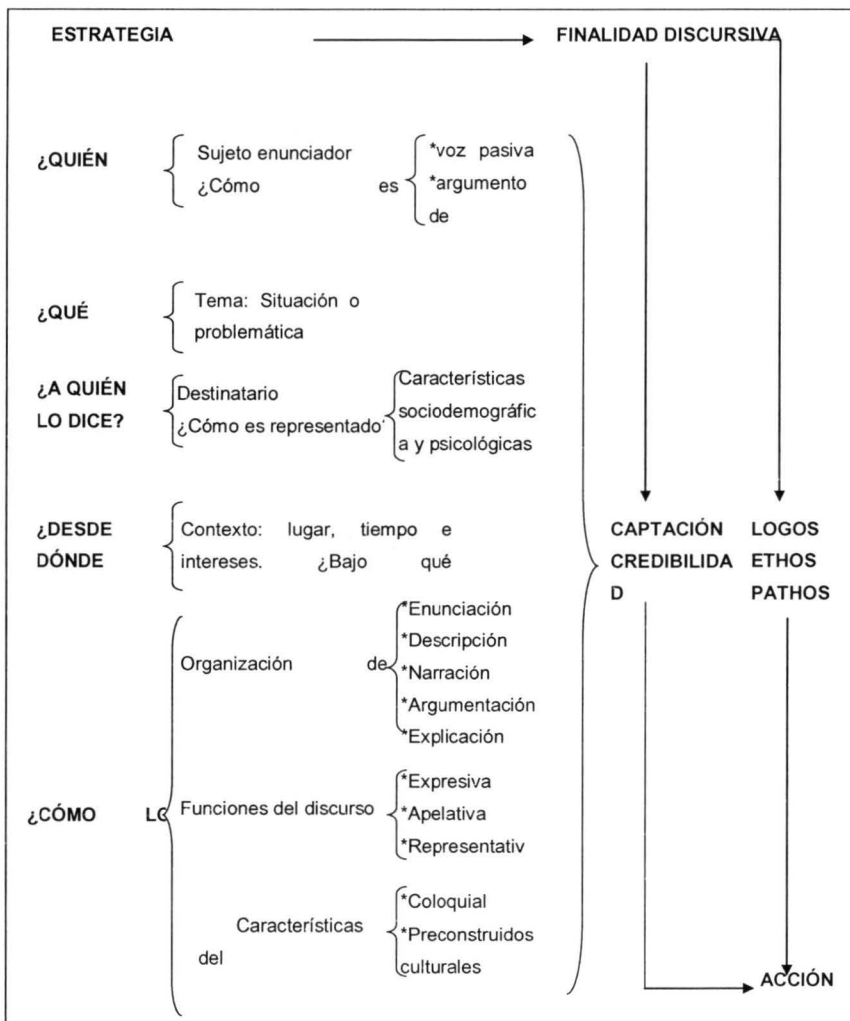 ESTRATEGIA FINALIDAD DISCURSIVA
¿QUIÉN
Sujeto enunciador
¿Cómo es
*voz pasiva
*argumento
de
¿QUÉ
Tema: Situación o
problemática
¿A QUIÉN
LO DICE?
Destinatario
¿Cómo es representado
Características
sociodemográfic
a y psicológicas
¿DESDE
DÓNDE
Contexto: lugar, tiempo e
intereses. ¿Bajo qué
¿CÓMO LO
Organización de
*Enunciación
*Descripción
*Narración
*Argumentación
*Explicación
Funciones del discurso
*Expresiva
*Apelativa
*Representativ
Características
del
*Coloquial
*Preconstruidos
culturales
CAPTACIÓN
CREDIBILIDA
D
LOGOS
ETHOS
PATHOS
ACCIÓN